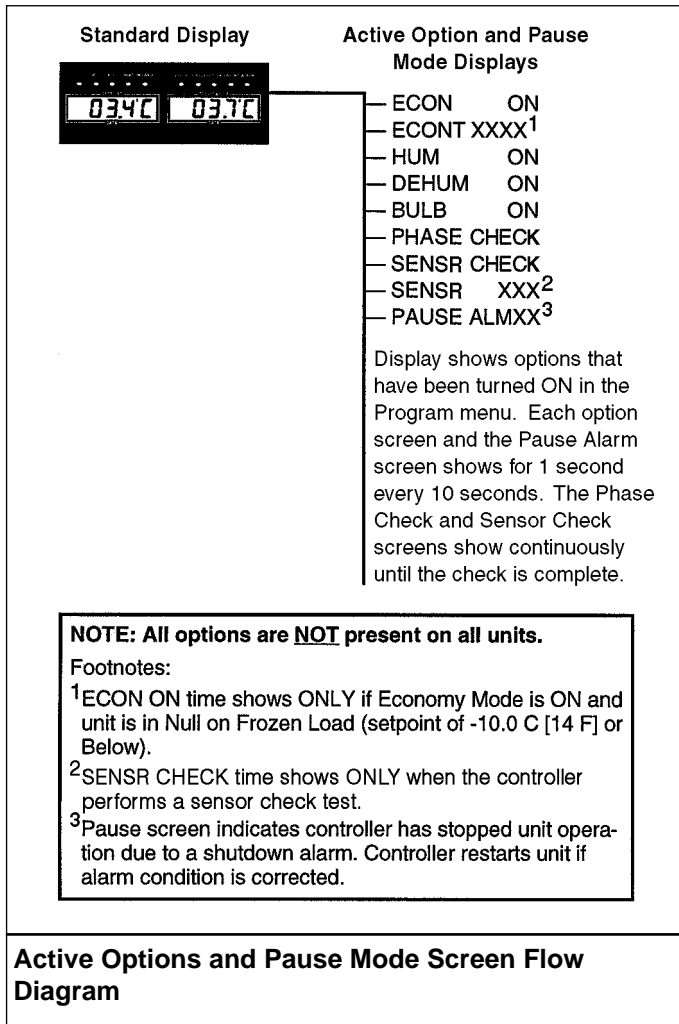 Standard Display
Active Option and Pause
Mode Displays
03.4°C 03.7°C
ECON ON
ECONT XXXX1
HUM ON
DEHUM ON
BULB ON
PHASE CHECK
SENSR CHECK
SENSR XXX2
PAUSE ALMXX3
Display shows options that
have been turned ON in the
Program menu. Each option
screen and the Pause Alarm
screen shows for 1 second
every 10 seconds. The Phase
Check and Sensor Check
screens show continuously
until the check is complete.
NOTE: All options are NOT present on all units.
Footnotes:
1ECON ON time shows ONLY if Economy Mode is ON and
unit is in Null on Frozen Load (setpoint of -10.0 C [14 F] or
Below).
2SENSR CHECK time shows ONLY when the controller
performs a sensor check test.
3Pause screen indicates controller has stopped unit opera-
tion due to a shutdown alarm. Controller restarts unit if
alarm condition is corrected.
Active Options and Pause Mode Screen Flow
Diagram